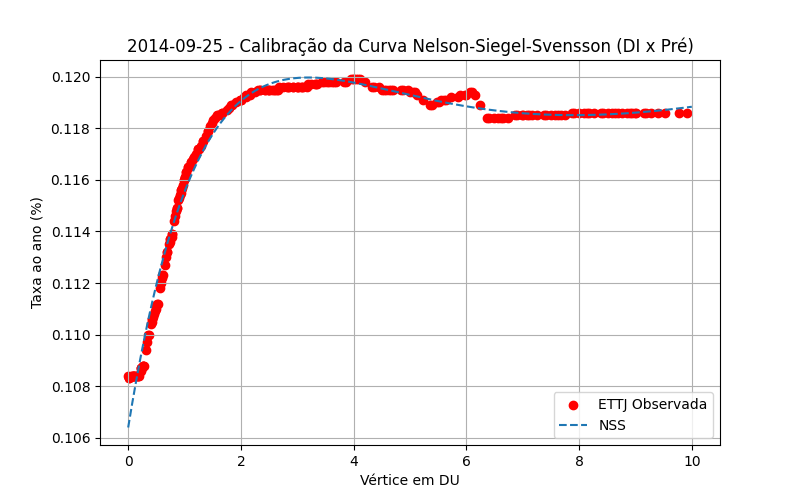 2014-09-25 - Calibração da Curva Nelson-Siegel-Svensson (DI x Pré)
Taxa ao ano (%)
0.120
0.118
0.116
0.114
0.112
0.110
0.108
0.106
ETTJ Observada
NSS
0 2 4 6 8 10
Vértice em DU